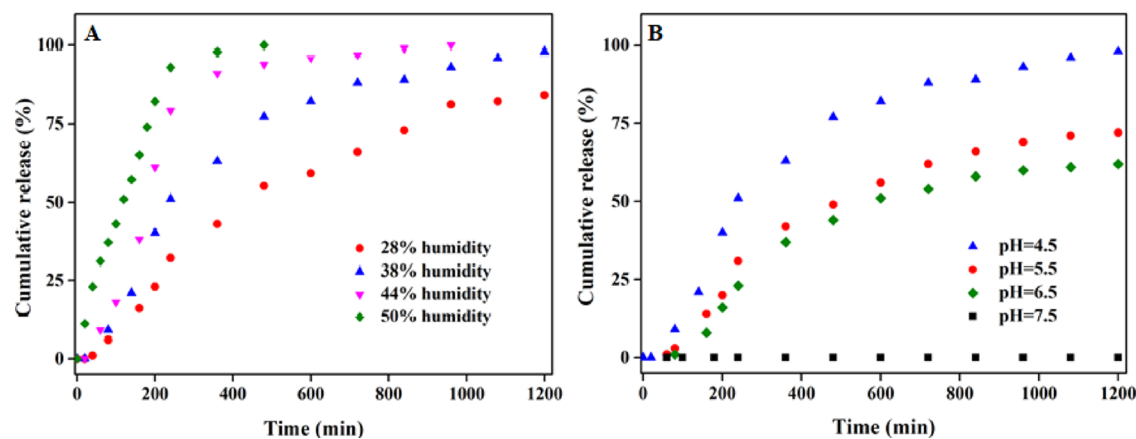 A
Cumulative release (%)
100
75
50
25
0
28% humidity
38% humidity
44% humidity
50% humidity
0 200 400 600 800 1000 1200
Time (min)
B
Cumulative release (%)
100
75
50
25
0
pH=4.5
pH=5.5
pH=6.5
pH=7.5
0 200 400 600 800 1000 1200
Time (min)